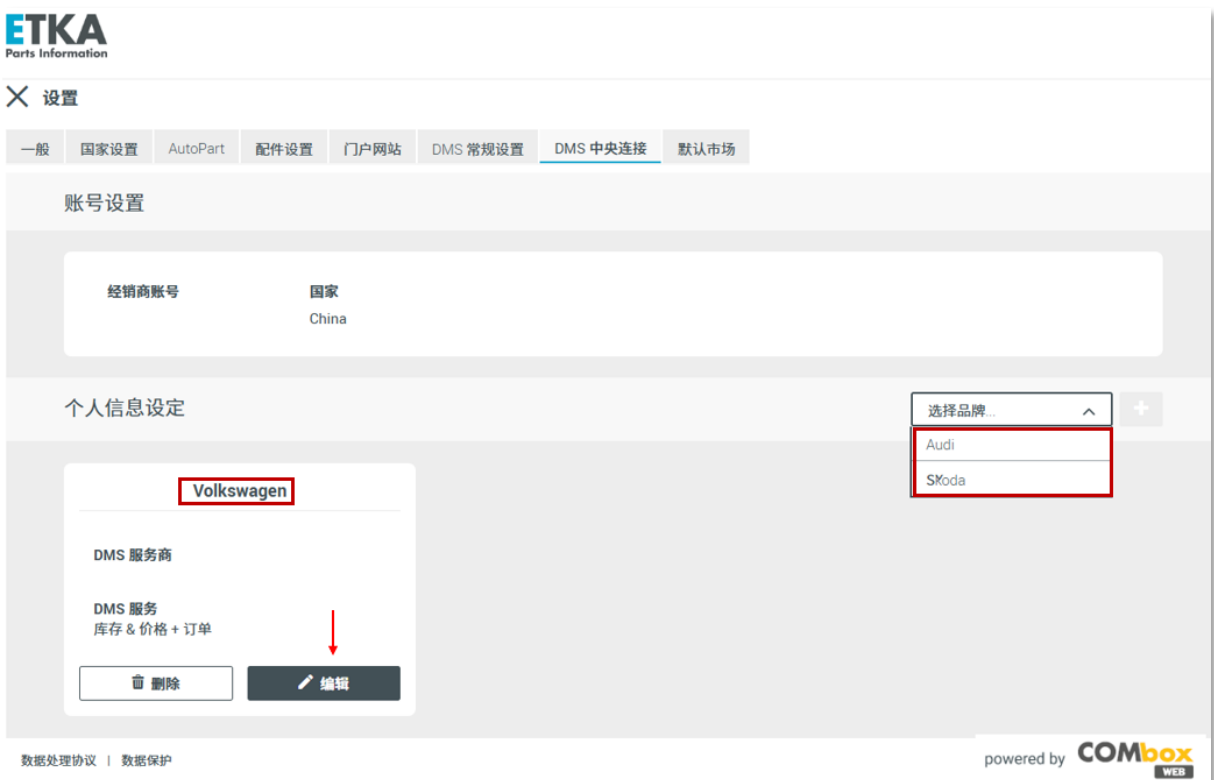 ETKA
Parts Information
设置
一般 国家设置 AutoPart 配件设置 门户网站 DMS 常规设置 DMS 中央连接 默认市场
账号设置
经销商账号 国家
China
个人信息设定 选择品牌...
Audi
Skoda
Volkswagen
DMS 服务商
DMS 服务
库存 & 价格 + 订单
删除 编辑
数据处理协议 | 数据保护 powered by COMbox
WEB